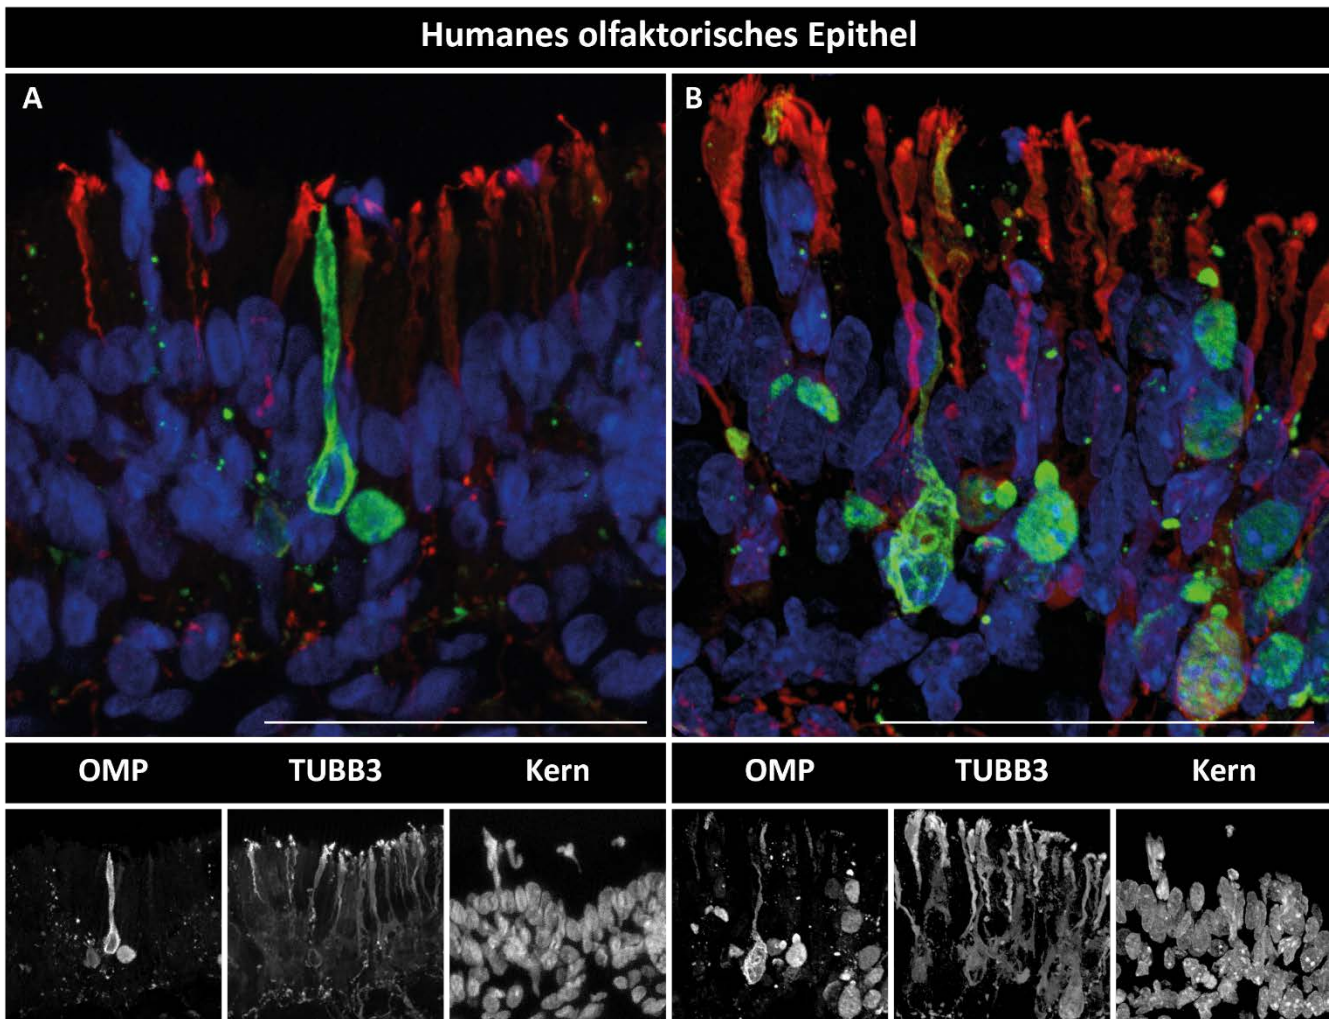 Humanes olfaktorisches Epithel
A
B
OMP TUBB3 Kern
OMP TUBB3 Kern